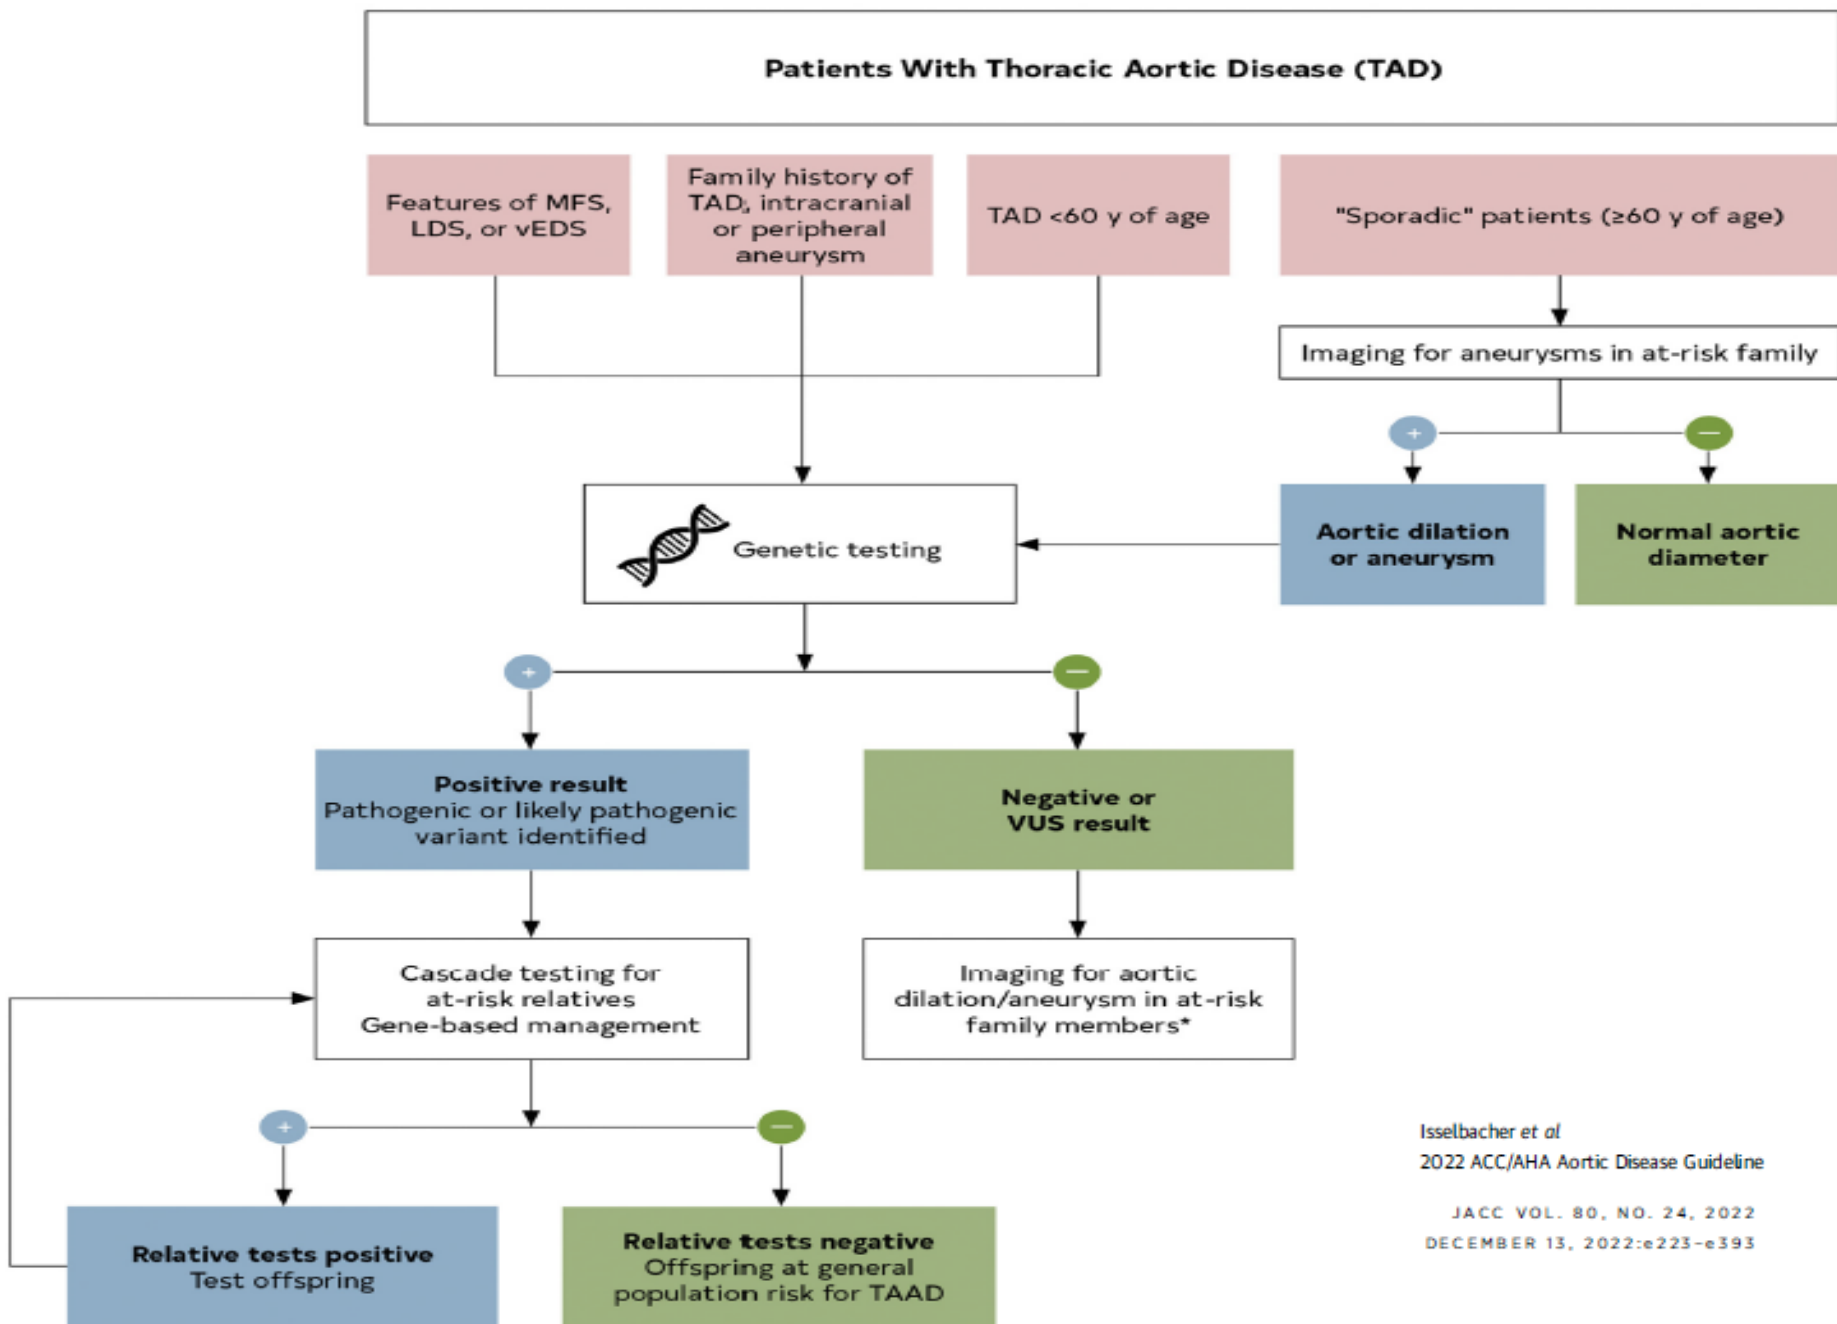 Patients With Thoracic Aortic Disease (TAD)
Features of MFS,
LDS, or vEDS
Family history of
TAD; intracranial
or peripheral
aneurysm
TAD <60 y of age
"Sporadic" patients (≥60 y of age)
Imaging for aneurysms in at-risk family
+
—
Genetic testing
Aortic dilation
or aneurysm
Normal aortic
diameter
+
—
Positive result
Pathogenic or likely pathogenic
variant identified
Negative or
VUS result
Cascade testing for
at-risk relatives
Gene-based management
Imaging for aortic
dilation/aneurysm in at-risk
family members*
+
—
Relative tests positive
Test offspring
Relative tests negative
Offspring at general
population risk for TAAD
Isselbacher et al
2022 ACC/AHA Aortic Disease Guideline
JACC VOL. 80, NO. 24, 2022
DECEMBER 13, 2022:e223–e393